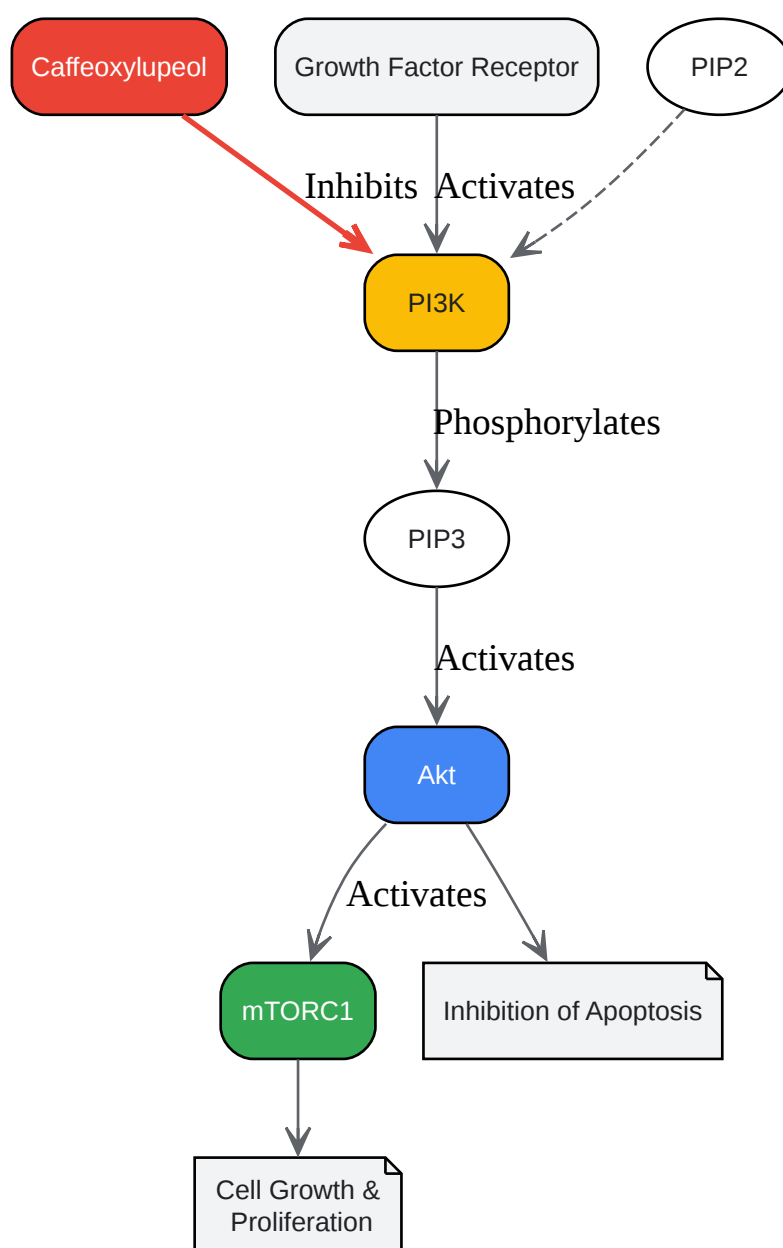 Caffeoxylupeol
Growth Factor Receptor
PIP2
Inhibits
Activates
PI3K
Phosphorylates
PIP3
Activates
Akt
Activates
mTORC1
Inhibition of Apoptosis
Cell Growth &
Proliferation